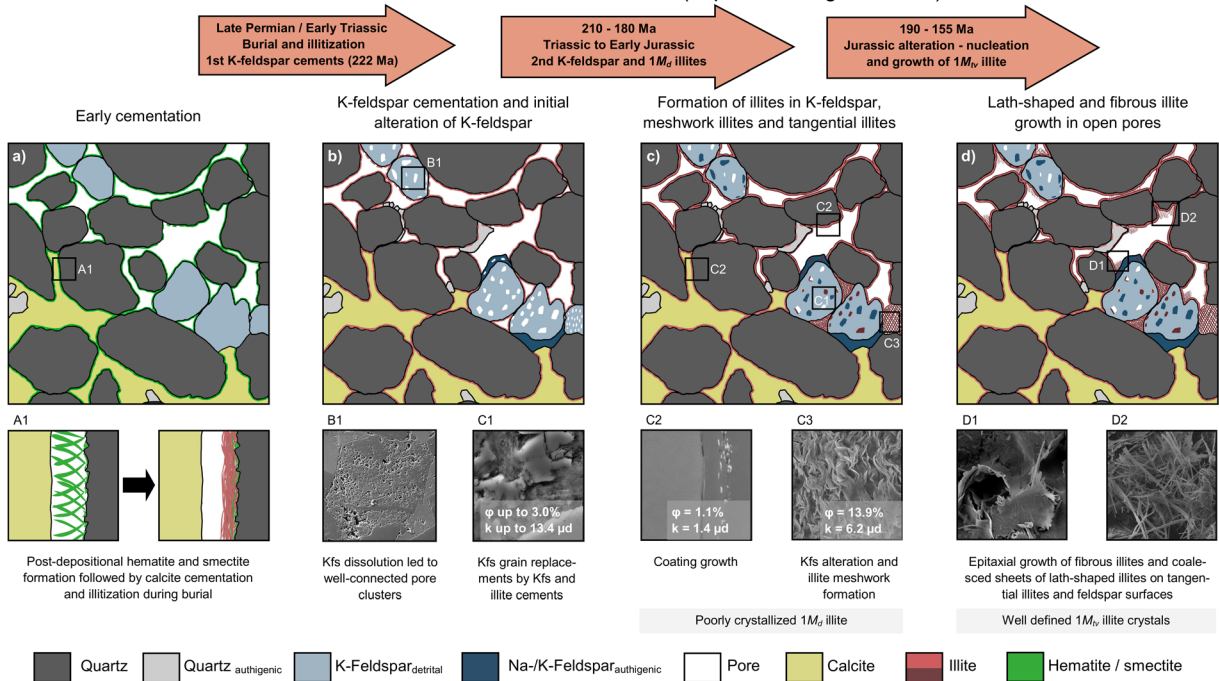 Late Permian / Early Triassic
Burial and illitization
1st K-feldspar cements (222 Ma)
210 - 180 Ma
Triassic to Early Jurassic
2nd K-feldspar and 1Md illites
190 - 155 Ma
Jurassic alteration - nucleation
and growth of 1Mtv illite
Early cementation
K-feldspar cementation and initial
alteration of K-feldspar
Formation of illites in K-feldspar,
meshwork illites and tangential illites
Lath-shaped and fibrous illite
growth in open pores
a)
A1
b)
B1
c)
C2
C2
C1
C3
d)
D2
D1
A1
B1
C1
φ up to 3.0%
k up to 13.4 μd
C2
φ = 1.1%
k = 1.4 μd
C3
φ = 13.9%
k = 6.2 μd
D1
D2
Post-depositional hematite and smectite
formation followed by calcite cementation
and illitization during burial
Kfs dissolution led to
well-connected pore
clusters
Kfs grain replace-
ments by Kfs and
illite cements
Coating growth
Kfs alteration and
illite meshwork
formation
Epitaxial growth of fibrous illites and coale-
sced sheets of lath-shaped illites on tangen-
tial illites and feldspar surfaces
Poorly crystallized 1Md illite
Well defined 1Mtv illite crystals
Quartz
Quartz authigenic
K-Feldspar detrital
Na-/K-Feldspar authigenic
Pore
Calcite
Illite
Hematite / smectite